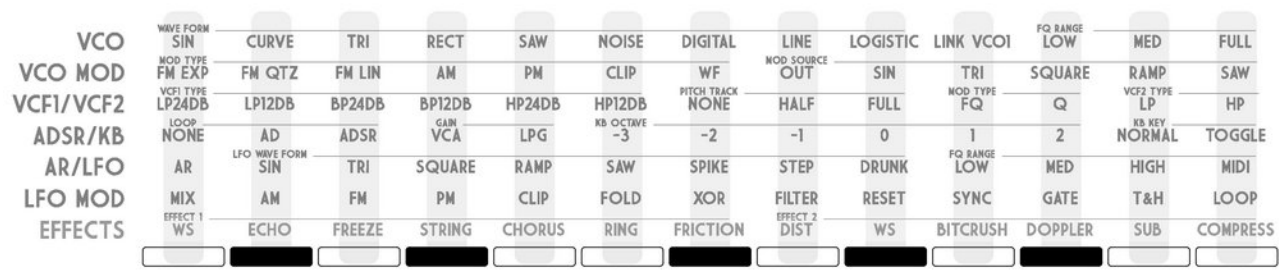 WAVE FORM FQ RANGE
VCO SIN CURVE TRI RECT SAW NOISE DIGITAL LINE LOGISTIC LINK VCO1 LOW MED FULL
MOD TYPE MOD SOURCE
VCO MOD FM EXP FM QTZ FM LIN AM PM CLIP WF OUT SIN TRI SQUARE RAMP SAW
VCF1 TYPE PITCH TRACK MOD TYPE VCF2 TYPE
VCF1/VCF2 LP24DB LP12DB BP24DB BP12DB HP24DB HP12DB NONE HALF FULL FQ Q LP HP
LOOP GAIN KB OCTAVE KB KEY
ADSR/KB NONE AD ADSR VCA LPG -3 -2 -1 0 1 2 NORMAL TOGGLE
LFO WAVE FORM FQ RANGE
AR/LFO AR SIN TRI SQUARE RAMP SAW SPIKE STEP DRUNK LOW MED HIGH MIDI
LFO MOD MIX AM FM PM CLIP FOLD XOR FILTER RESET SYNC GATE T&H LOOP
EFFECT 1 EFFECT 2
EFFECTS WS ECHO FREEZE STRING CHORUS RING FRICTION DIST WS BITCRUSH DOPPLER SUB COMPRESS